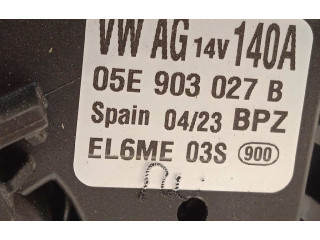 VW AG 14V 140A
05E 903 027 B
Spain 04/23 BPZ
EL6ME 03S 900